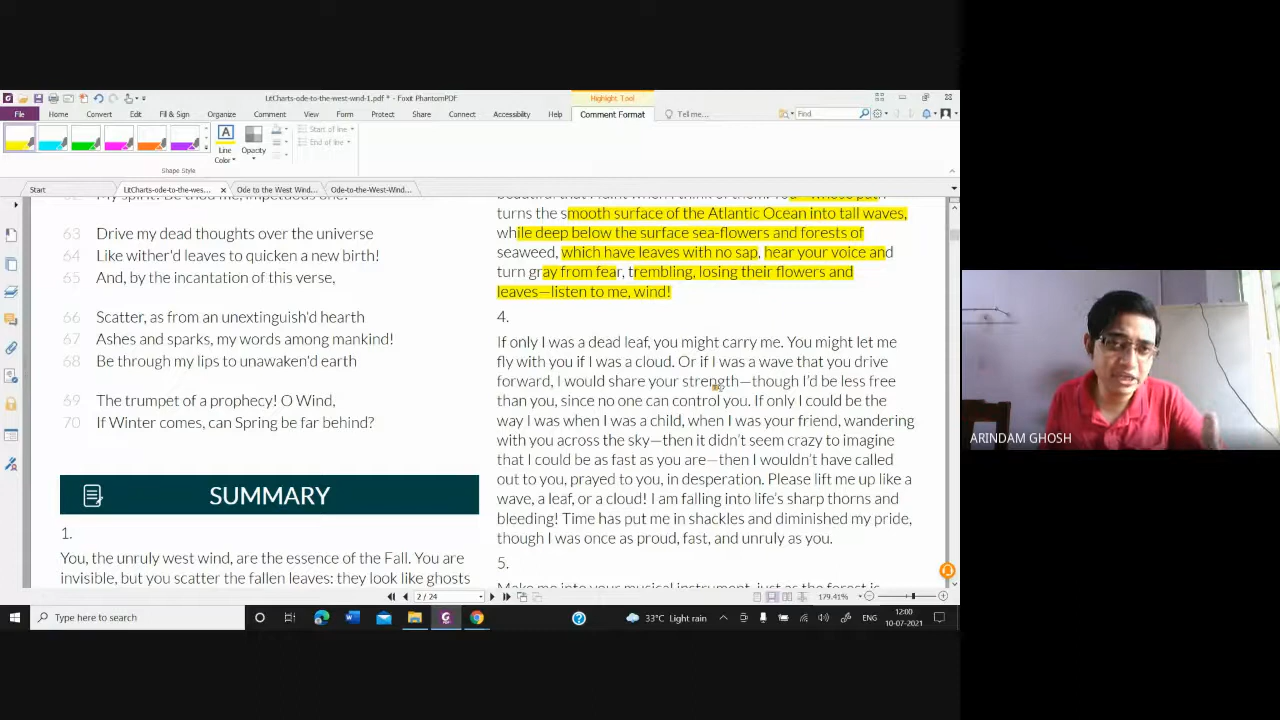 LitCharts-ode-to-the-west-wind-1.pdf * - Foxit PhantomPDF
Highlight Tool
File Home Convert Edit Fill & Sign Organize Comment View Form Protect Share Connect Accessibility Help Comment Format Tell me... Find
Line Color Opacity Start of line End of line
Shape Style
Start LitCharts-ode-to-the-wes... Ode to the West Wind... Ode-to-the-West-Wind...
63 Drive my dead thoughts over the universe
64 Like wither'd leaves to quicken a new birth!
65 And, by the incantation of this verse,
66 Scatter, as from an unextinguish'd hearth
67 Ashes and sparks, my words among mankind!
68 Be through my lips to unawaken'd earth
69 The trumpet of a prophecy! O Wind,
70 If Winter comes, can Spring be far behind?
SUMMARY
1.
You, the unruly west wind, are the essence of the Fall. You are
invisible, but you scatter the fallen leaves: they look like ghosts
turns the smooth surface of the Atlantic Ocean into tall waves,
while deep below the surface sea-flowers and forests of
seaweed, which have leaves with no sap, hear your voice and
turn gray from fear, trembling, losing their flowers and
leaves—listen to me, wind!
4.
If only I was a dead leaf, you might carry me. You might let me
fly with you if I was a cloud. Or if I was a wave that you drive
forward, I would share your strength—though I'd be less free
than you, since no one can control you. If only I could be the
way I was when I was a child, when I was your friend, wandering
with you across the sky—then it didn't seem crazy to imagine
that I could be as fast as you are—then I wouldn't have called
out to you, prayed to you, in desperation. Please lift me up like a
wave, a leaf, or a cloud! I am falling into life's sharp thorns and
bleeding! Time has put me in shackles and diminished my pride,
though I was once as proud, fast, and unruly as you.
5.
2 / 24 179.41%
Type here to search 33°C Light rain ENG 12:00
10-07-2021
ARINDAM GHOSH